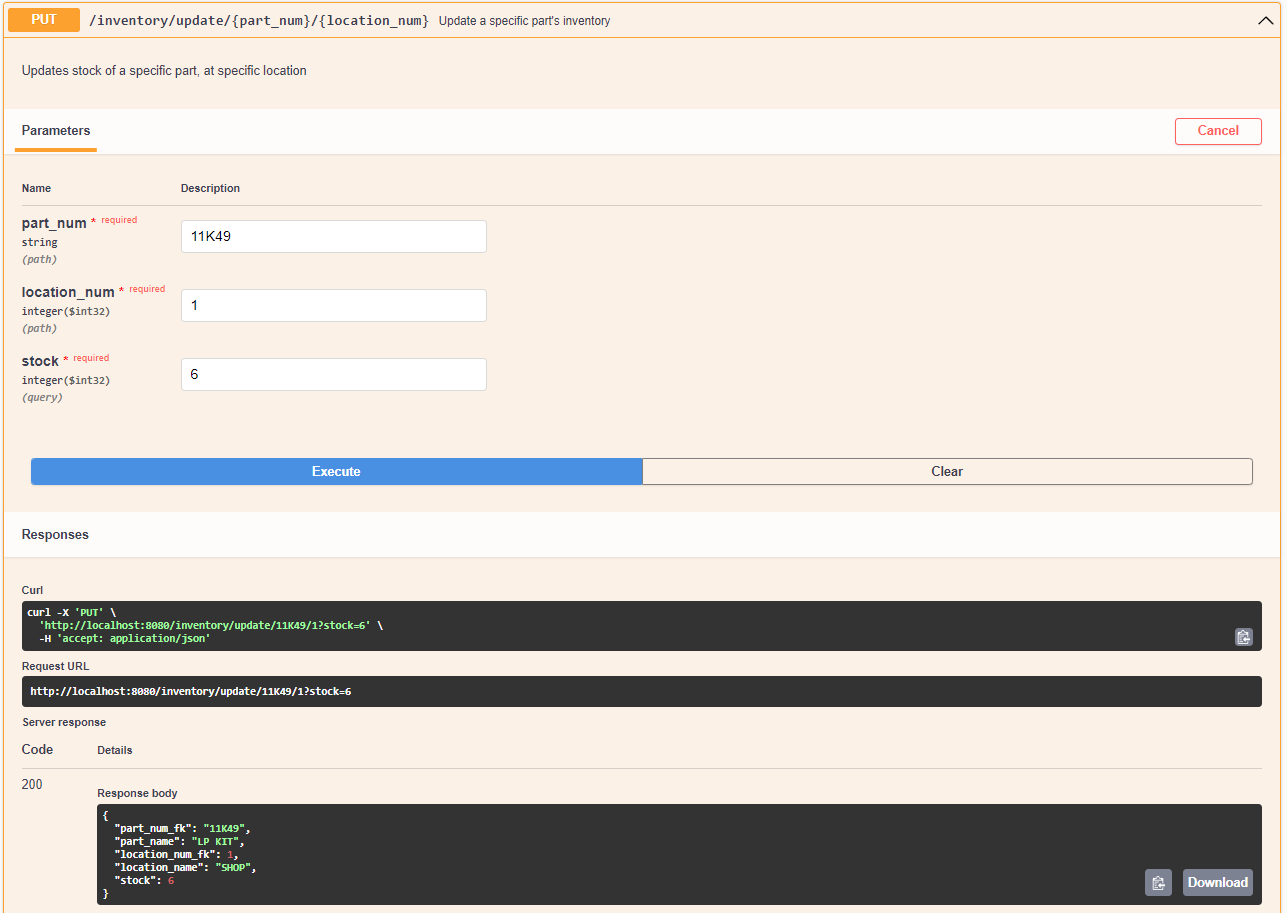 PUT /inventory/update/{part_num}/{location_num} Update a specific part's inventory
Updates stock of a specific part, at specific location
Parameters
Cancel
Name Description
part_num * required
string
(path)
11K49
location_num * required
integer($int32)
(path)
1
stock * required
integer($int32)
(query)
6
Execute
Clear
Responses
Curl
curl -X 'PUT' \
'http://localhost:8080/inventory/update/11K49/1?stock=6' \
-H 'accept: application/json'
Request URL
http://localhost:8080/inventory/update/11K49/1?stock=6
Server response
Code Details
200
Response body
{
"part_num_fk": "11K49",
"part_name": "LP KIT",
"location_num_fk": 1,
"location_name": "SHOP",
"stock": 6
}
Download